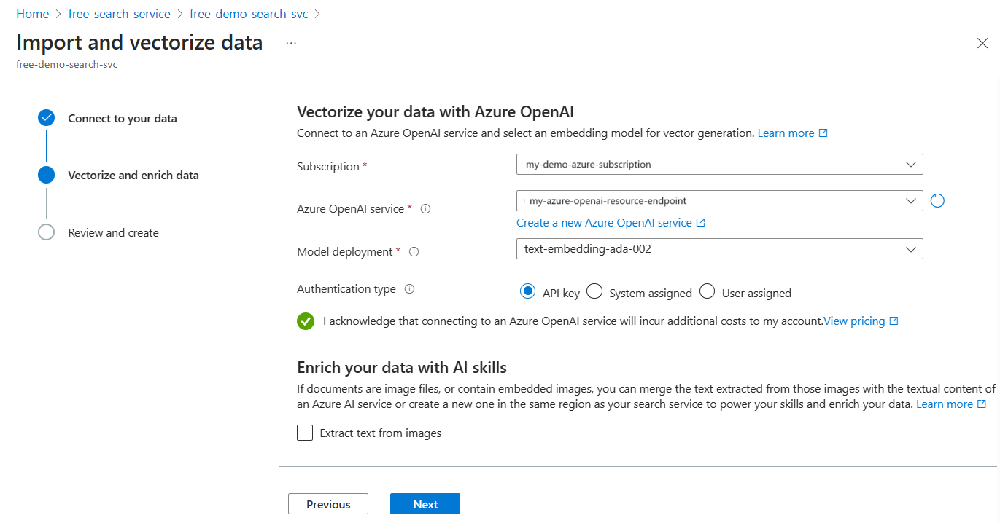 Home > free-search-service > free-demo-search-svc >
Import and vectorize data ...
free-demo-search-svc
Connect to your data
Vectorize and enrich data
Review and create
Vectorize your data with Azure OpenAI
Connect to an Azure OpenAI service and select an embedding model for vector generation. Learn more
Subscription *
my-demo-azure-subscription
Azure OpenAI service *
my-azure-openai-resource-endpoint
Create a new Azure OpenAI service
Model deployment *
text-embedding-ada-002
Authentication type
API key System assigned User assigned
I acknowledge that connecting to an Azure OpenAI service will incur additional costs to my account.View pricing
Enrich your data with AI skills
If documents are image files, or contain embedded images, you can merge the text extracted from those images with the textual content of
an Azure AI service or create a new one in the same region as your search service to power your skills and enrich your data. Learn more
Extract text from images
Previous Next